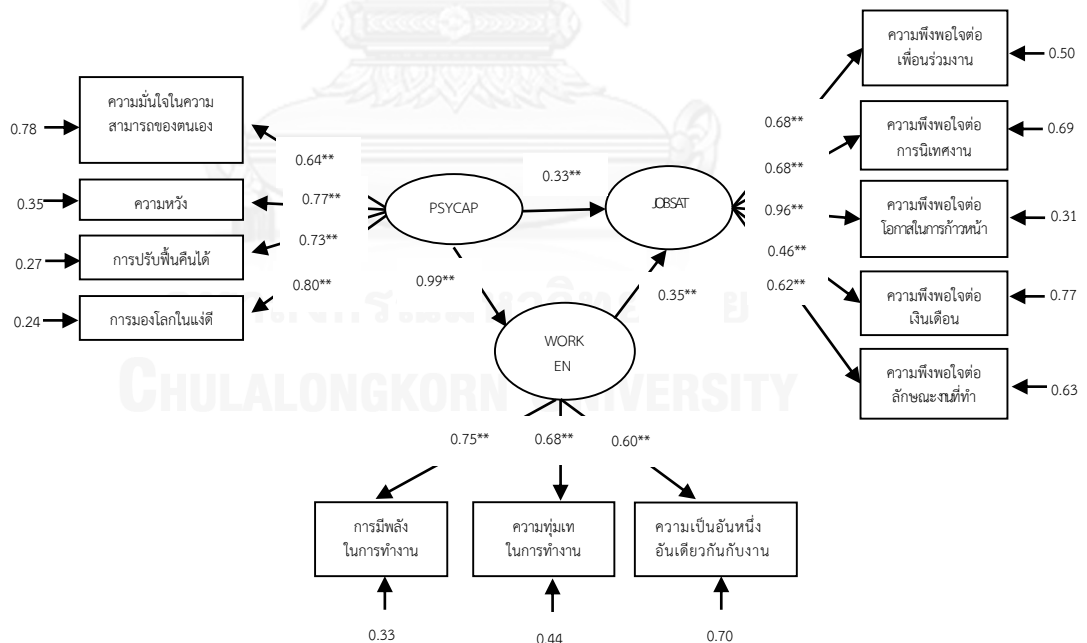 ความพึงพอใจต่อ
เพื่อนร่วมงาน
0.50
ความมั่นใจในความ
สามารถของตนเอง
0.78
0.68**
ความพึงพอใจต่อ
การนิเทศงาน
0.69
0.64**
0.33**
0.68**
ความหวัง
0.35
0.77**
PSYCAP
JOBSAT
0.96**
ความพึงพอใจต่อ
โอกาสในการก้าวหน้า
0.31
0.73**
0.46**
การปรับฟื้นคืนได้
0.27
0.80**
0.99**
0.35**
0.62**
ความพึงพอใจต่อ
เงินเดือน
0.77
การมองโลกในแง่ดี
0.24
WORK
EN
ความพึงพอใจต่อ
ลักษณะงานที่ทำ
0.63
CHULALONGKORN UNIVERSITY
0.75**
0.68**
0.60**
การมีพลัง
ในการทำงาน
ความทุ่มเท
ในการทำงาน
ความเป็นอันหนึ่ง
อันเดียวกันกับงาน
0.33
0.44
0.70